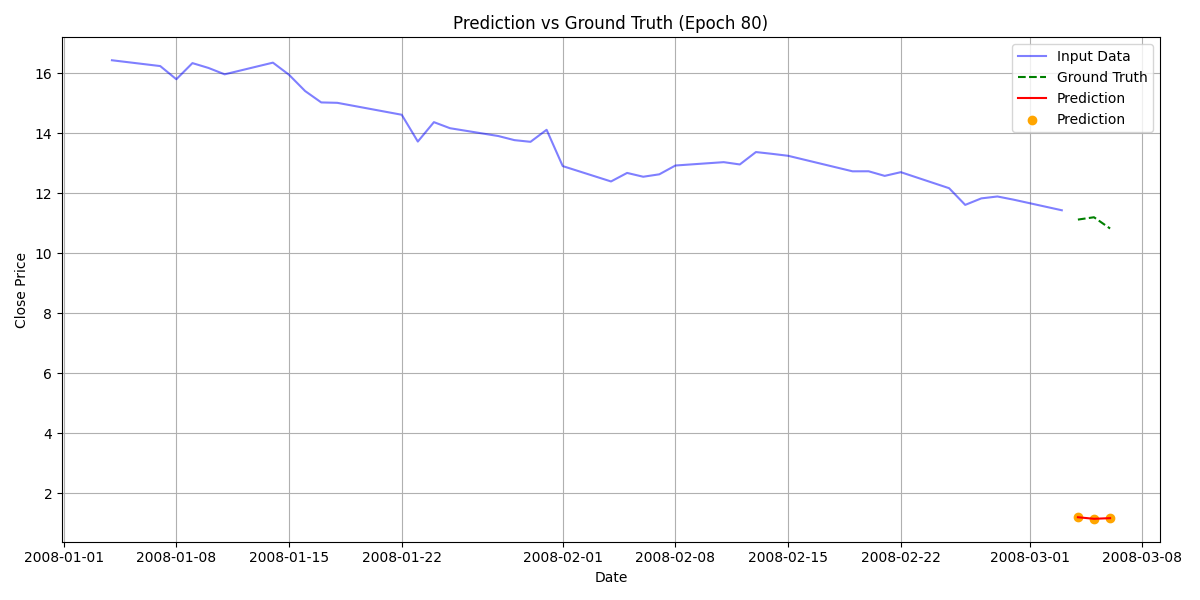 Prediction vs Ground Truth (Epoch 80)
Input Data
Ground Truth
Prediction
Prediction
Close Price
16
14
12
10
8
6
4
2
2008-01-01 2008-01-08 2008-01-15 2008-01-22 2008-02-01 2008-02-08 2008-02-15 2008-02-22 2008-03-01 2008-03-08
Date